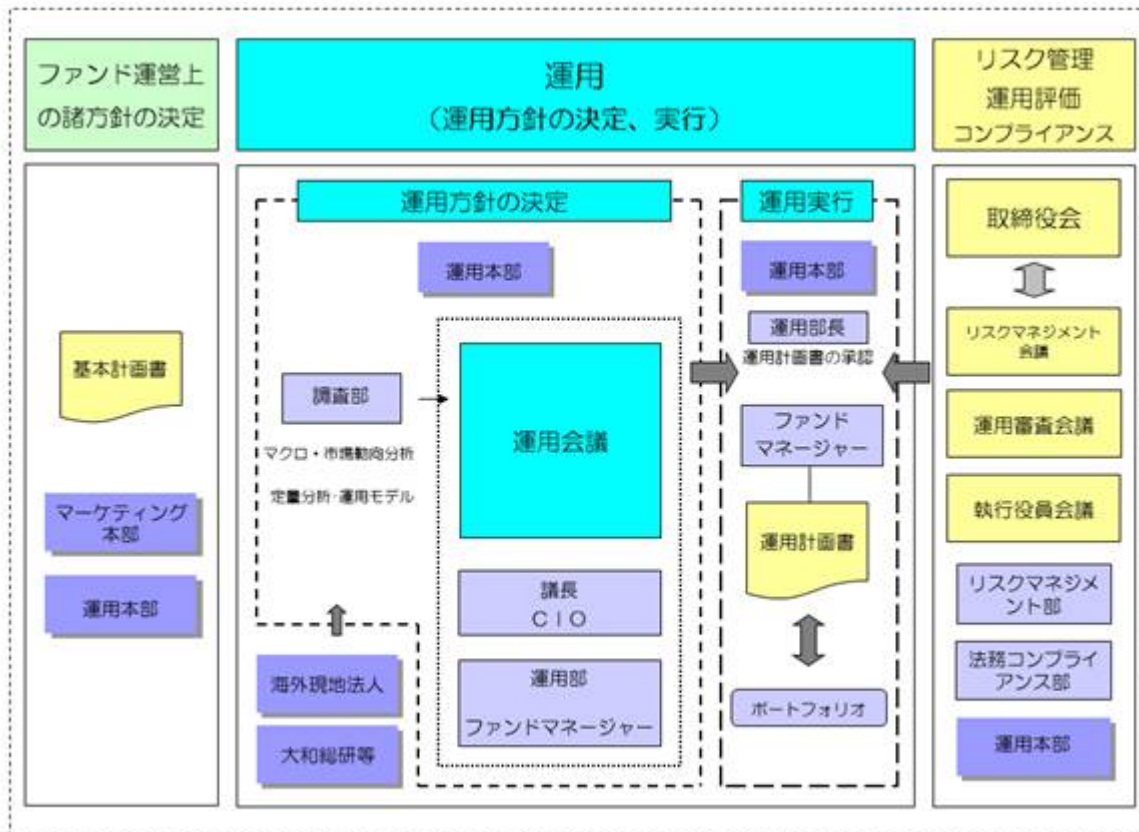 ファンド運営上
の諸方針の決定
運用
（運用方針の決定、実行）
リスク管理
運用評価
コンプライアンス
基本計画書
マーケティング
本部
運用本部
運用方針の決定
運用本部
調査部
マクロ・市場動向分析
定量分析・運用モデル
運用会議
議長
ＣＩＯ
運用部
ファンドマネージャー
海外現地法人
大和総研等
運用実行
運用本部
運用部長
運用計画書の承認
ファンド
マネージャー
運用計画書
ポートフォリオ
取締役会
リスクマネジメント
会議
運用審査会議
執行役員会議
リスクマネジメ
ント部
法務コンプライ
アンス部
運用本部